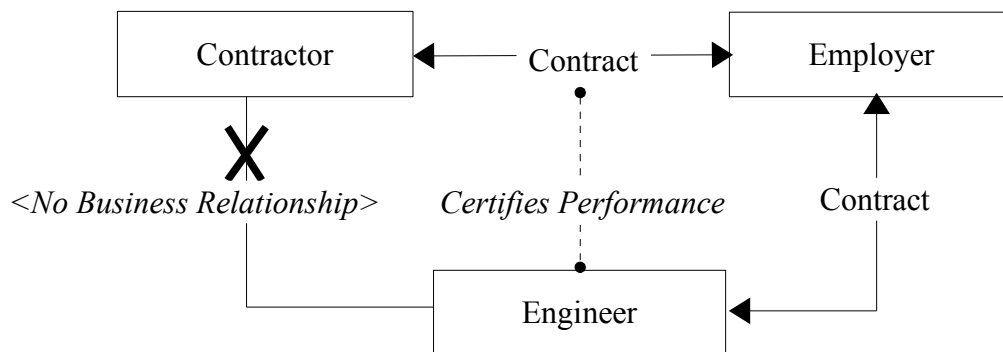 Contractor
Contract
Employer
<No Business Relationship>
Certifies Performance
Contract
Engineer